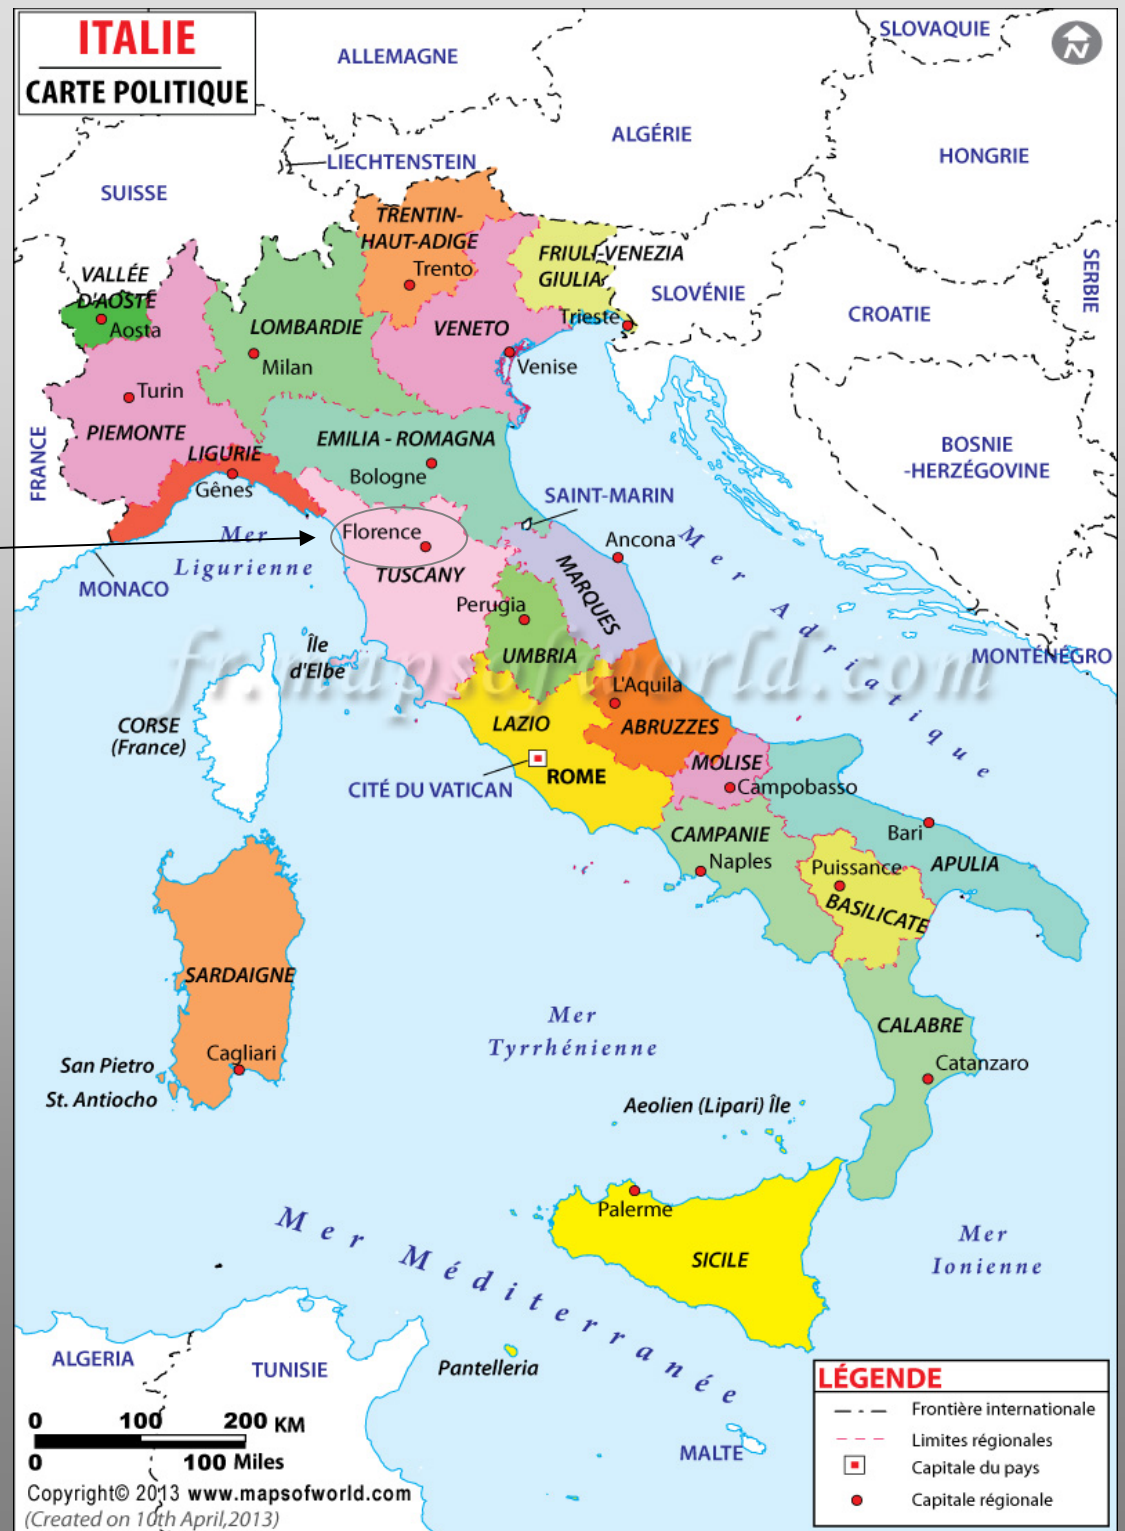 ITALIE
CARTE POLITIQUE
SLOVAQUIE
N
ALLEMAGNE
ALGÉRIE
HONGRIE
LIECHTENSTEIN
SUISSE
TRENTIN-
HAUT-ADIGE
Trento
FRIULI-VENEZIA
GIULIA
SERBIE
VALLÉE
D'AOSTE
Aosta
SLOVÉNIE
CROATIE
LOMBARDIE
VENETO
Trieste
Milan
Venise
Turin
PIEMONTE
EMILIA - ROMAGNA
BOSNIE
-HERZÉGOVINE
FRANCE
LIGURIE
Bologne
Gênes
SAINT-MARIN
Mer
Ligurienne
Florence
Ancona
Mer Adriatique
TUSCANY
MARQUES
MONACO
Perugia
Île
d'Elbe
UMBRIA
MONTÉNÉGRO
fr.mapsofworld.com
L'Aquila
CORSE
(France)
LAZIO
ABRUZZES
MOLISE
ROME
CITÉ DU VATICAN
Campobasso
CAMPANIE
Bari
Naples
Puissance
APULIA
BASILICATE
SARDAIGNE
Mer
Tyrrhénienne
CALABRE
Cagliari
Catanzaro
San Pietro
St. Antiocho
Aeolien (Lipari) Île
Palerme
Mer Méditerranée
Mer
Ionienne
SICILE
ALGERIA
TUNISIE
Pantelleria
MALTE
LÉGENDE
Frontière internationale
Limites régionales
Capitale du pays
Capitale régionale
0 100 200 KM
0 100 Miles
Copyright© 2013 www.mapsofworld.com
(Created on 10th April,2013)